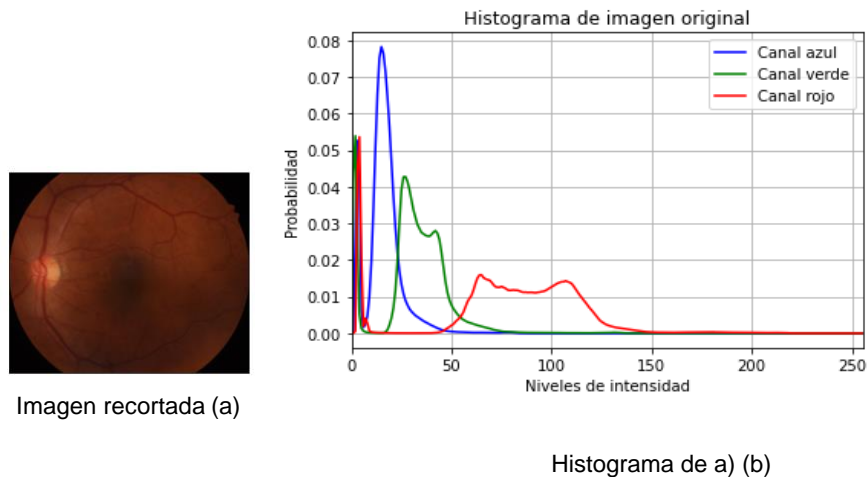 Histograma de imagen original
0.08
0.07
0.06
0.05
0.04
0.03
0.02
0.01
0.00
Probabilidad
Canal azul
Canal verde
Canal rojo
0 50 100 150 200 250
Niveles de intensidad
Imagen recortada (a)
Histograma de a) (b)